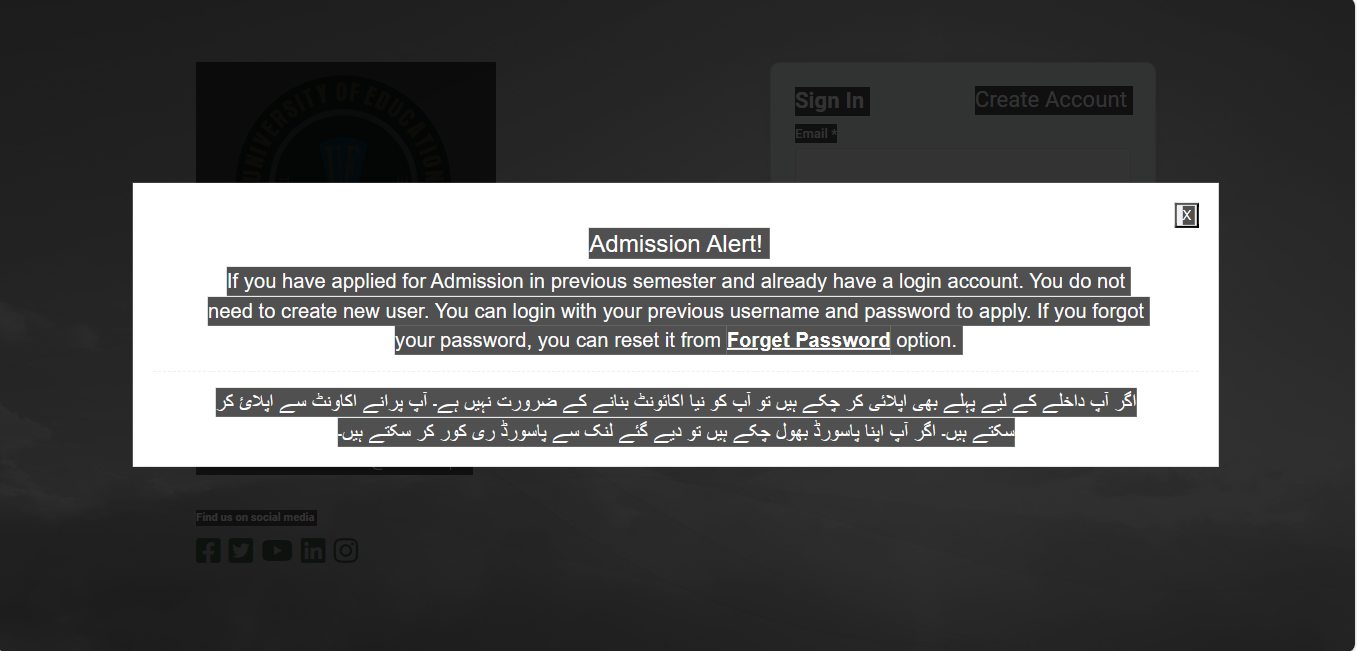 UNIVERSITY OF EDUCATION
Sign In
Create Account
Email *
X
Admission Alert!
If you have applied for Admission in previous semester and already have a login account. You do not
need to create new user. You can login with your previous username and password to apply. If you forgot
your password, you can reset it from Forget Password option.
اگر آپ داخلے کے لیے پہلے بھی اپلائی کر چکے ہیں تو آپ کو نیا اکائونٹ بنانے کے ضرورت نہیں ہے۔ آپ پرانے اکاونٹ سے اپلائ کر
سکتے ہیں۔ اگر آپ اپنا پاسورڈ بھول چکے ہیں تو دیے گئے لنک سے پاسورڈ ری کور کر سکتے ہیں۔
Find us on social media